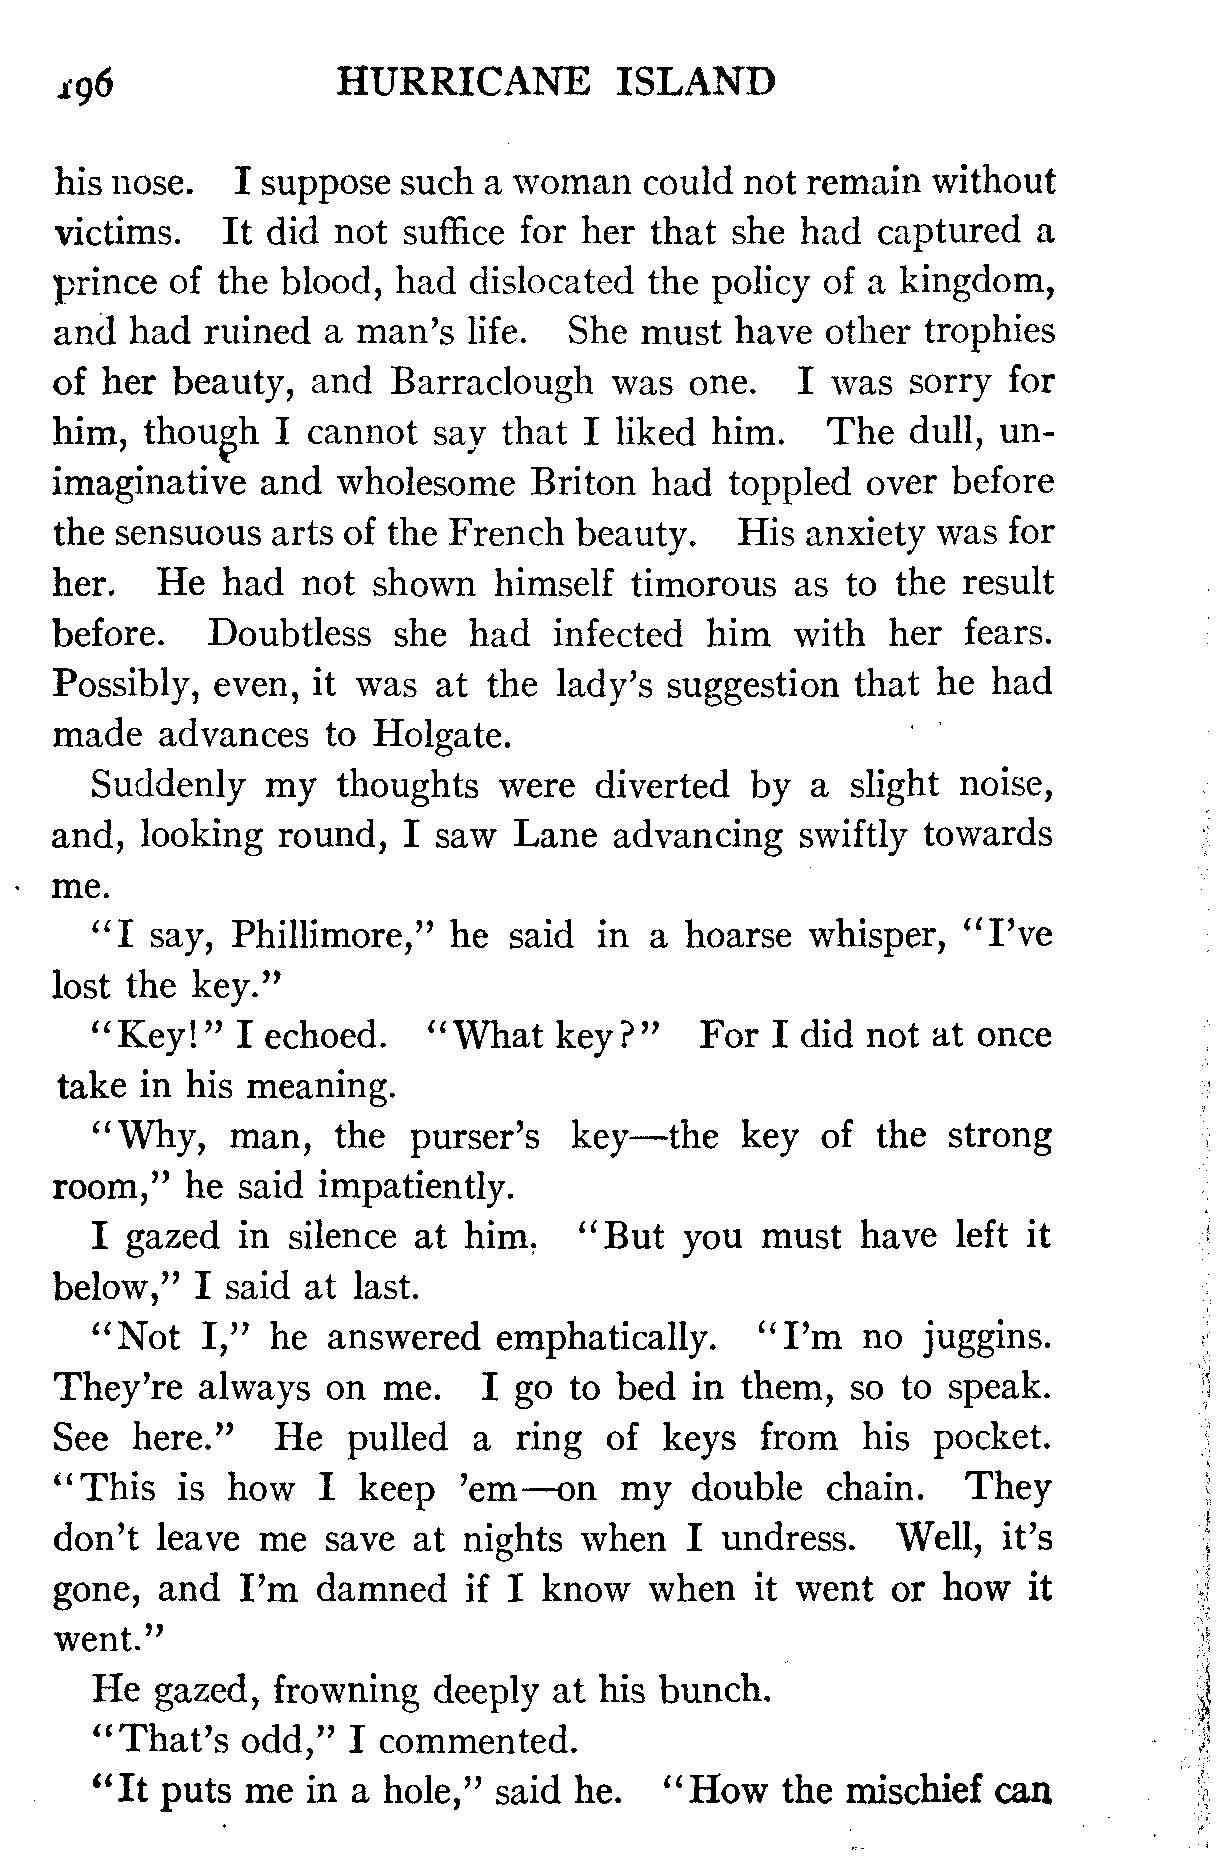 196 HURRICANE ISLAND
his nose. I suppose such a woman could not remain without
victims. It did not suffice for her that she had captured a
prince of the blood, had dislocated the policy of a kingdom,
and had ruined a man's life. She must have other trophies
of her beauty, and Barraclough was one. I was sorry for
him, though I cannot say that I liked him. The dull, un-
imaginative and wholesome Briton had toppled over before
the sensuous arts of the French beauty. His anxiety was for
her. He had not shown himself timorous as to the result
before. Doubtless she had infected him with her fears.
Possibly, even, it was at the lady's suggestion that he had
made advances to Holgate.
Suddenly my thoughts were diverted by a slight noise,
and, looking round, I saw Lane advancing swiftly towards
me.
"I say, Phillimore," he said in a hoarse whisper, "I've
lost the key."
"Key!" I echoed. "What key?" For I did not at once
take in his meaning.
"Why, man, the purser's key—the key of the strong
room," he said impatiently.
I gazed in silence at him. "But you must have left it
below," I said at last.
"Not I," he answered emphatically. "I'm no juggins.
They're always on me. I go to bed in them, so to speak.
See here." He pulled a ring of keys from his pocket.
"This is how I keep 'em—on my double chain. They
don't leave me save at nights when I undress. Well, it's
gone, and I'm damned if I know when it went or how it
went."
He gazed, frowning deeply at his bunch.
"That's odd," I commented.
"It puts me in a hole," said he. "How the mischief can